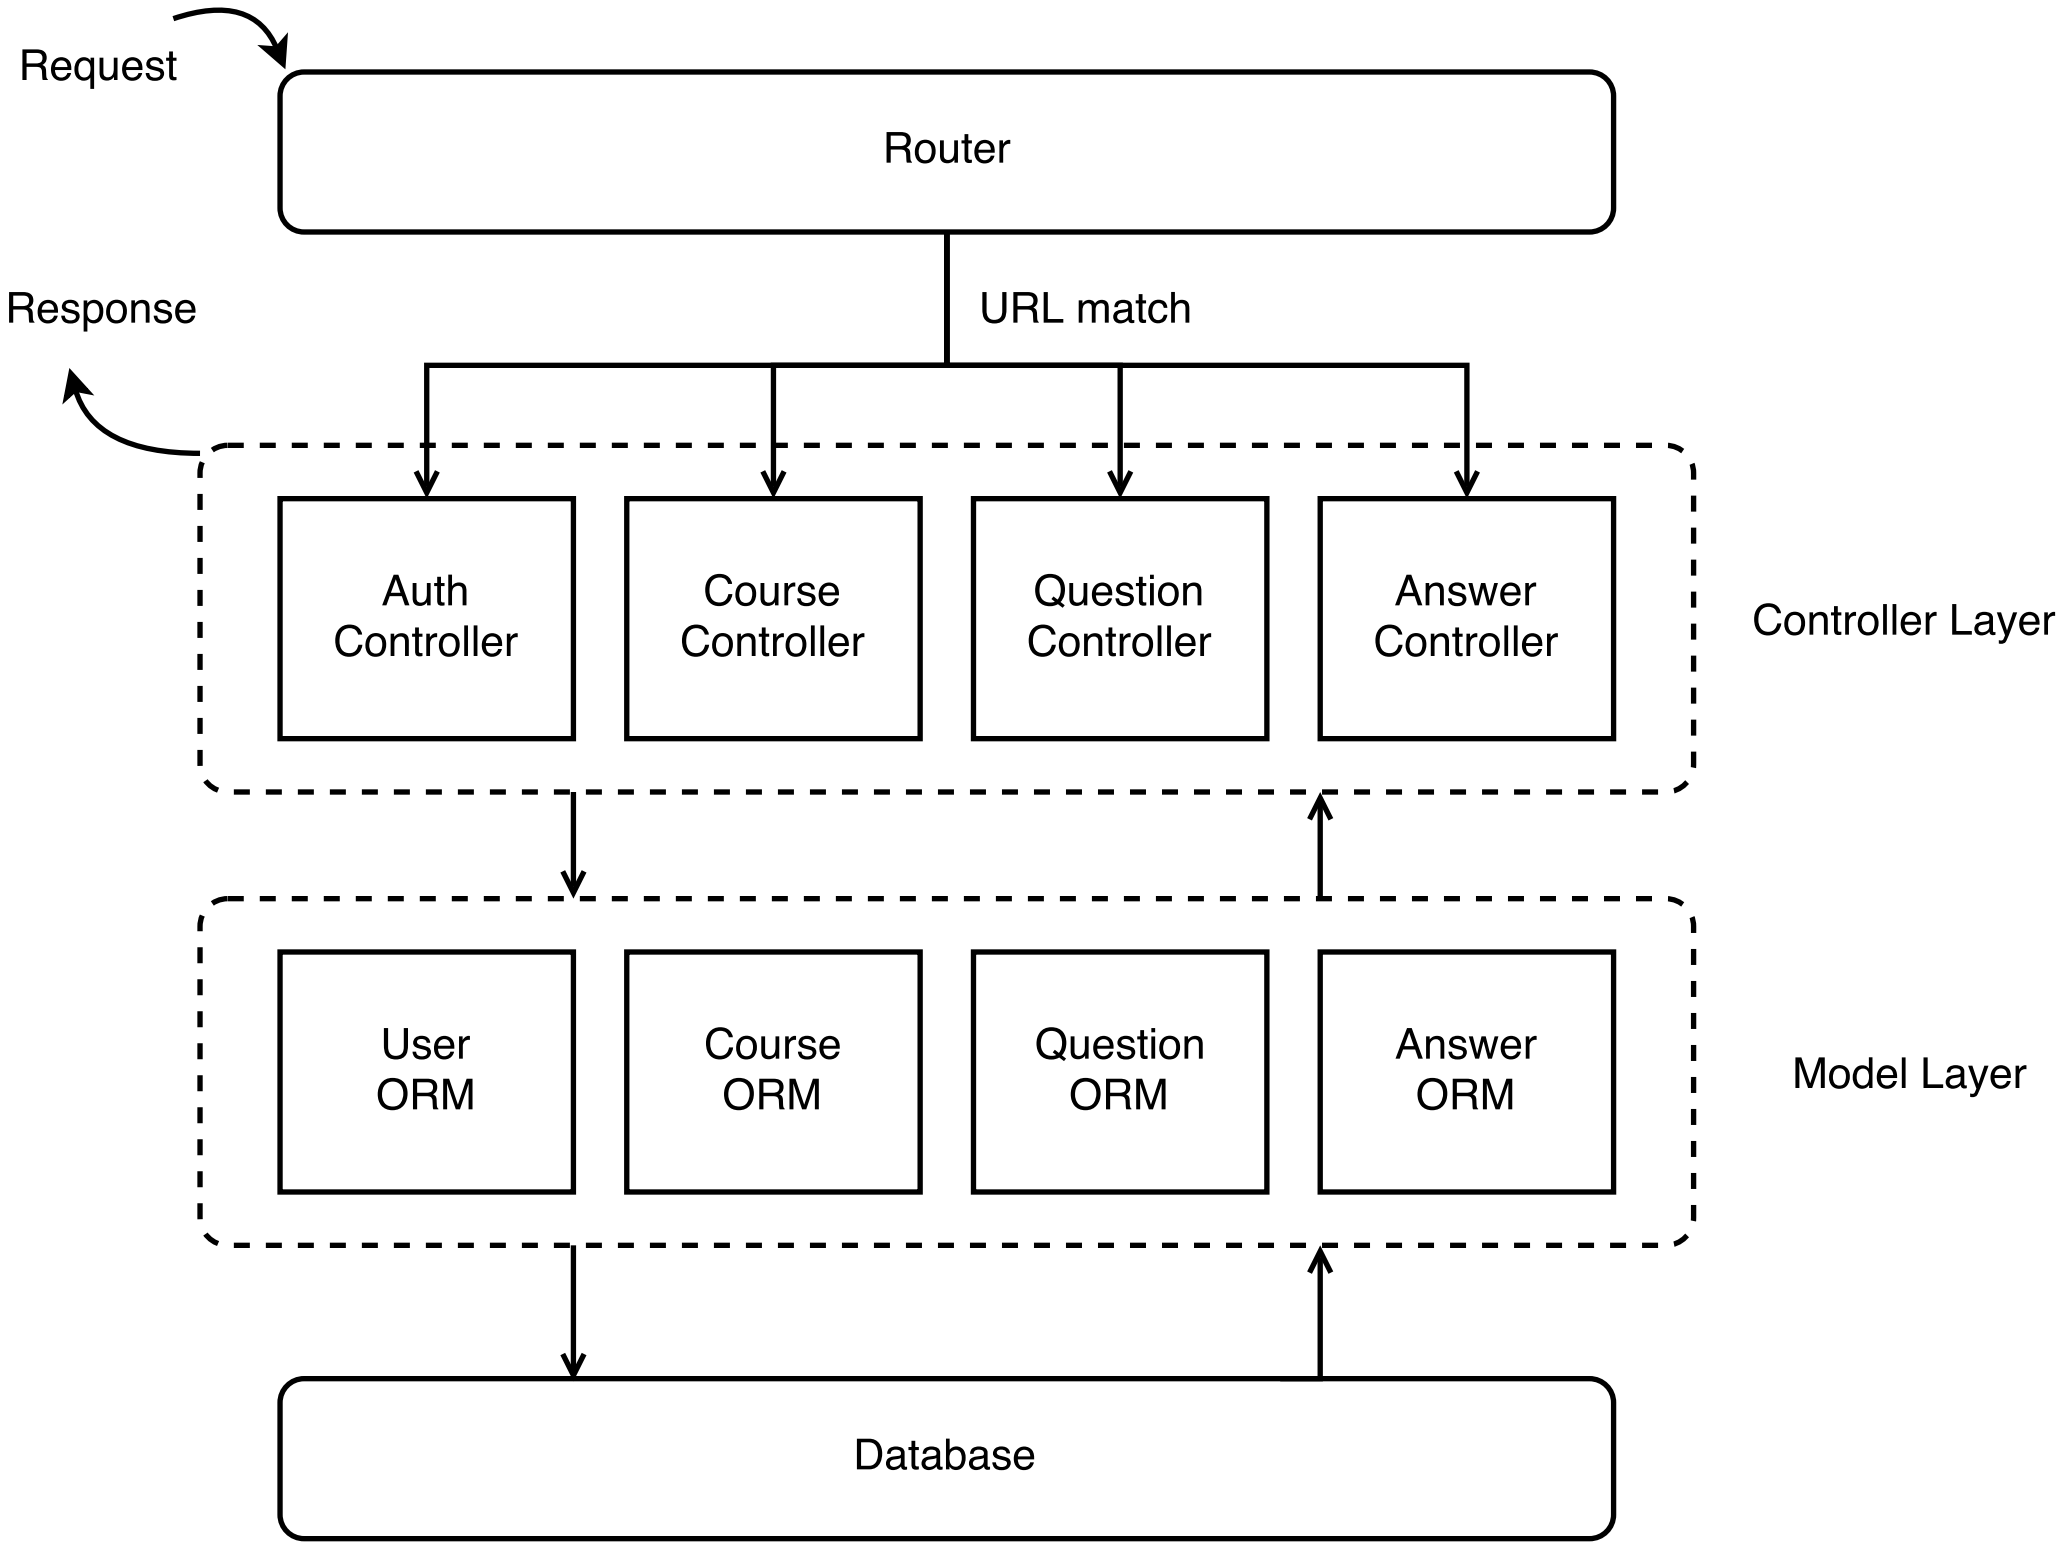 Request
Router
Response
URL match
Auth
Controller
Course
Controller
Question
Controller
Answer
Controller
Controller Layer
User
ORM
Course
ORM
Question
ORM
Answer
ORM
Model Layer
Database